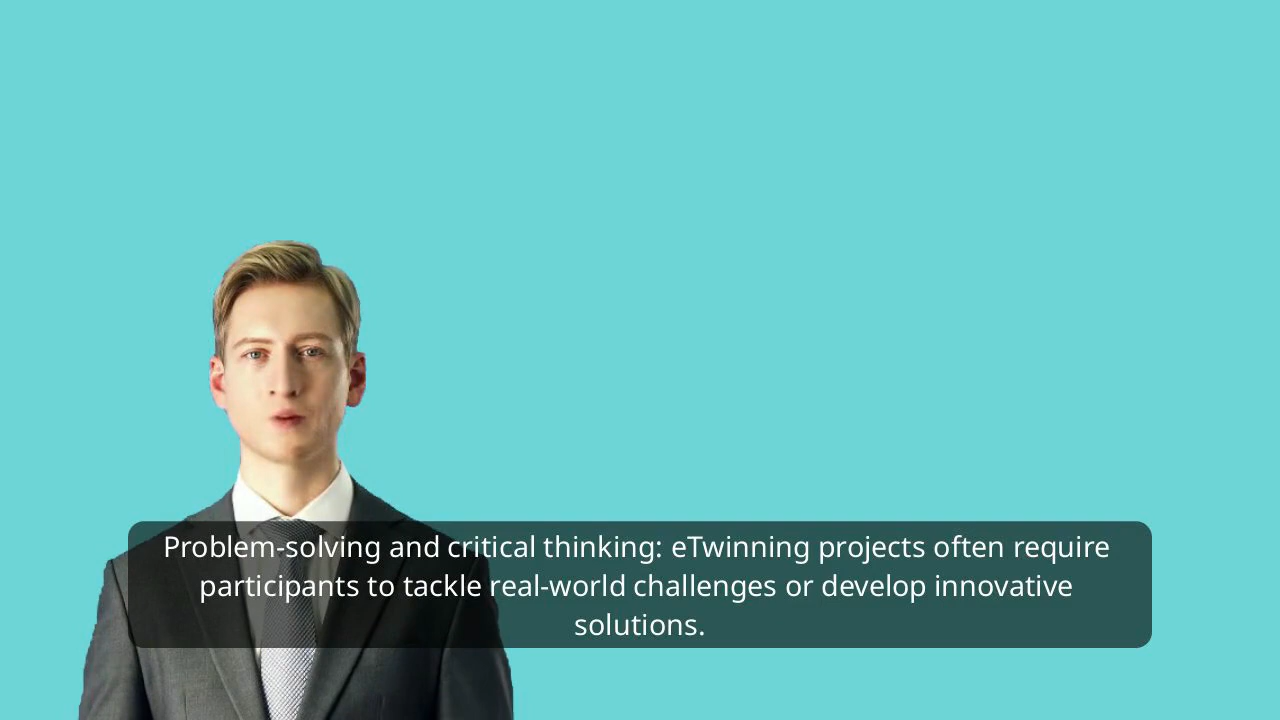 Problem-solving and critical thinking: eTwinning projects often require
participants to tackle real-world challenges or develop innovative
solutions.